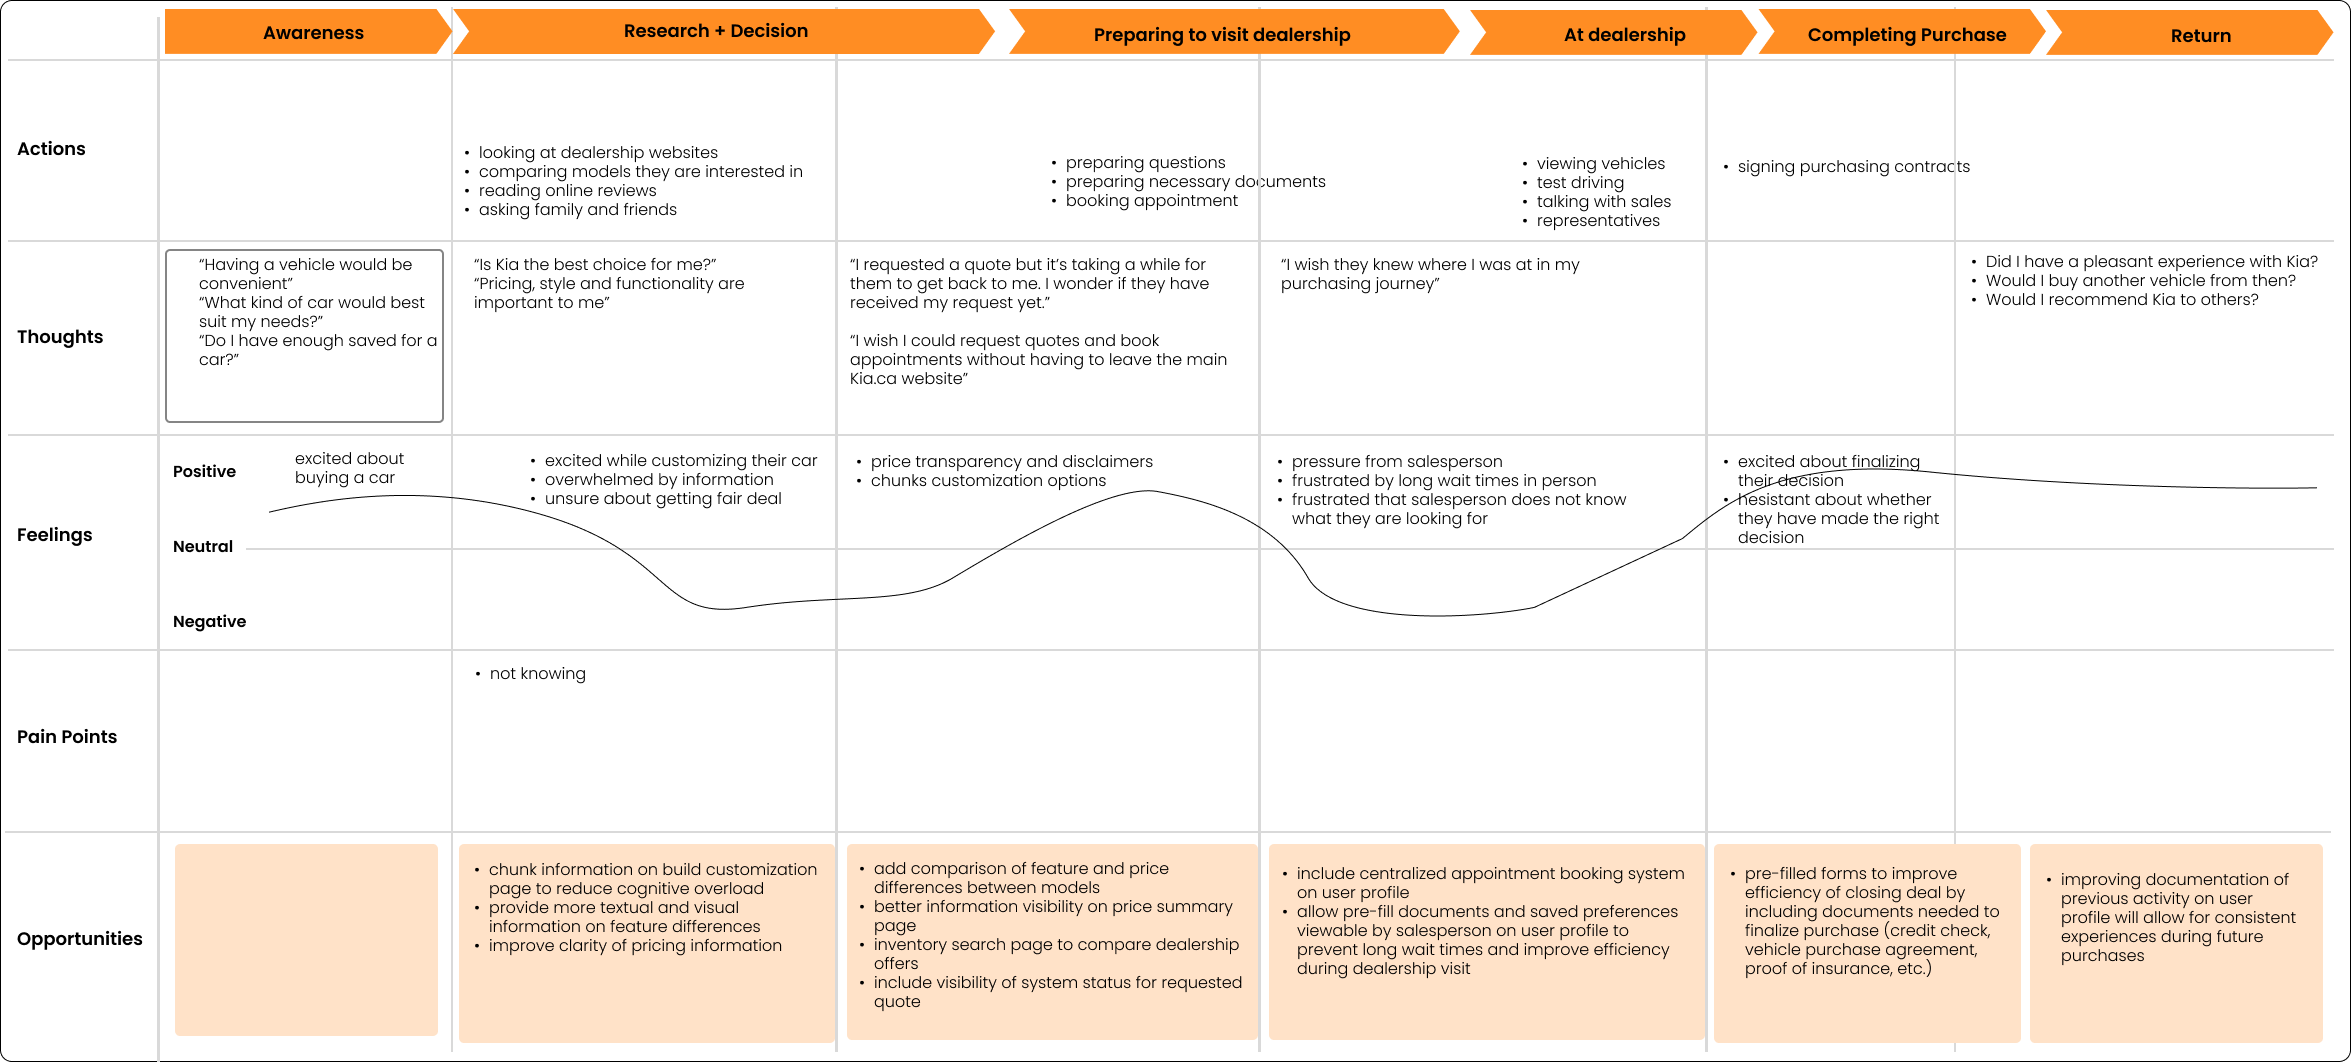 Awareness
Research + Decision
Preparing to visit dealership
At dealership
Completing Purchase
Return
Actions
• looking at dealership websites
• comparing models they are interested in
• reading online reviews
• asking family and friends
• preparing questions
• preparing necessary documents
• booking appointment
• viewing vehicles
• test driving
• talking with sales
• representatives
• signing purchasing contracts
Thoughts
“Having a vehicle would be
convenient”
“What kind of car would best
suit my needs?”
“Do I have enough saved for a
car?”
“Is Kia the best choice for me?”
“Pricing, style and functionality are
important to me”
“I requested a quote but it’s taking a while for
them to get back to me. I wonder if they have
received my request yet.”
“I wish I could request quotes and book
appointments without having to leave the main
Kia.ca website”
“I wish they knew where I was at in my
purchasing journey”
• Did I have a pleasant experience with Kia?
• Would I buy another vehicle from then?
• Would I recommend Kia to others?
Feelings
Positive
Neutral
Negative
excited about
buying a car
• excited while customizing their car
• overwhelmed by information
• unsure about getting fair deal
• price transparency and disclaimers
• chunks customization options
• pressure from salesperson
• frustrated by long wait times in person
• frustrated that salesperson does not know
what they are looking for
• excited about finalizing
their decision
• hesistant about whether
they have made the right
decision
Pain Points
• not knowing
Opportunities
• chunk information on build customization
page to reduce cognitive overload
• provide more textual and visual
information on feature differences
• improve clarity of pricing information
• add comparison of feature and price
differences between models
• better information visibility on price summary
page
• inventory search page to compare dealership
offers
• include visibility of system status for requested
quote
• include centralized appointment booking system
on user profile
• allow pre-fill documents and saved preferences
viewable by salesperson on user profile to
prevent long wait times and improve efficiency
during dealership visit
• pre-filled forms to improve
efficiency of closing deal by
including documents needed to
finalize purchase (credit check,
vehicle purchase agreement,
proof of insurance, etc.)
• improving documentation of
previous activity on user
profile will allow for consistent
experiences during future
purchases